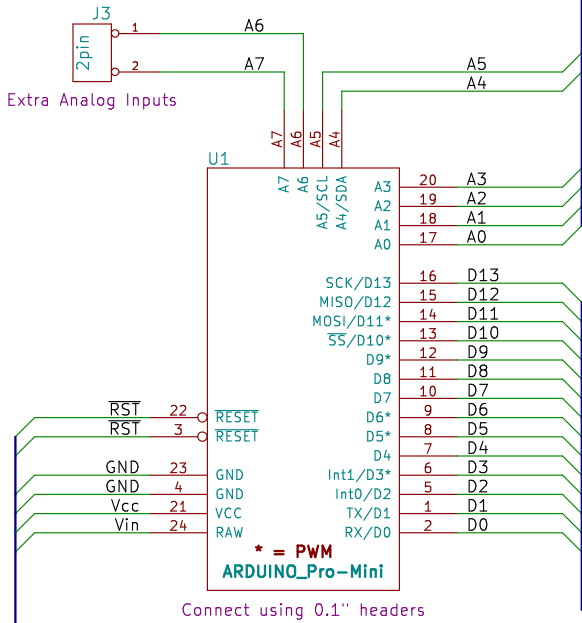 J3
2pin
1
A6
2
A7
Extra Analog Inputs
A5
A4
A7
A6
A5
A4
U1
A7
A6
A5/SCL
A4/SDA
A3 20 A3
A2 19 A2
A1 18 A1
A0 17 A0
SCK/D13 16 D13
MISO/D12 15 D12
MOSI/D11* 14 D11
SS/D10* 13 D10
D9* 12 D9
D8 11 D8
D7 10 D7
D6* 9 D6
D5* 8 D5
D4 7 D4
Int1/D3* 6 D3
Int0/D2 5 D2
TX/D1 1 D1
RX/D0 2 D0
RST 22 RESET
RST 3 RESET
GND 23 GND
GND 4 GND
Vcc 21 VCC
Vin 24 RAW
* = PWM
ARDUINO_Pro-Mini
Connect using 0.1" headers